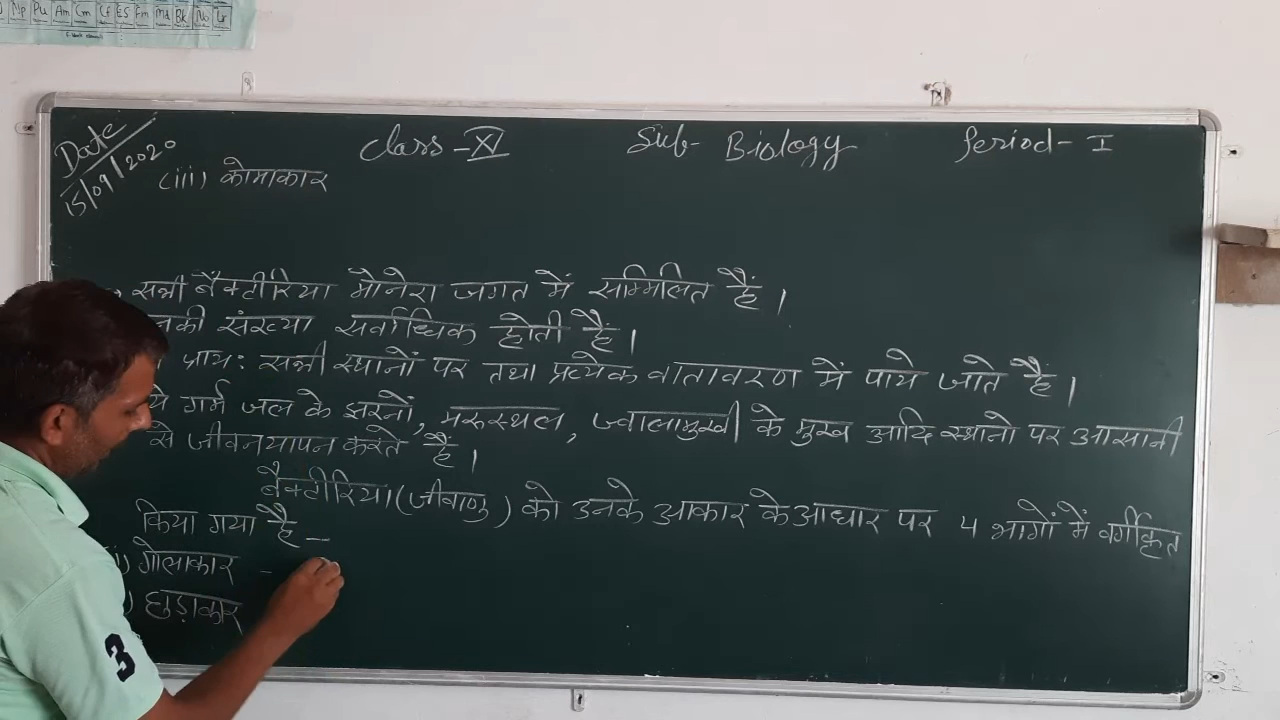 Np Pu Am Cm Cf Es Fm Md Bk No Lr
Date
15/09/2020
Class - XI Sub- Biology Period - I
(iii) कोमाकार
सभी बैक्टीरिया मोनेरा जगत में सम्मिलित हैं।
नकी संख्या सर्वाधिक होती हैं।
प्राय: सभी स्थानों पर तथा प्रत्येक वातावरण में पाये जाते हैं।
ये गर्म जल के झरनों, मरुस्थल, ज्वालामुखी के मुख आदि स्थानो पर आसानी
से जीवनयापन करते हैं।
बैक्टीरिया (जीवाणु) को उनके आकार के आधार पर 4 भागों में वर्गीकृत
किया गया है –
i) गोलाकार -
) छड़ाकार
3